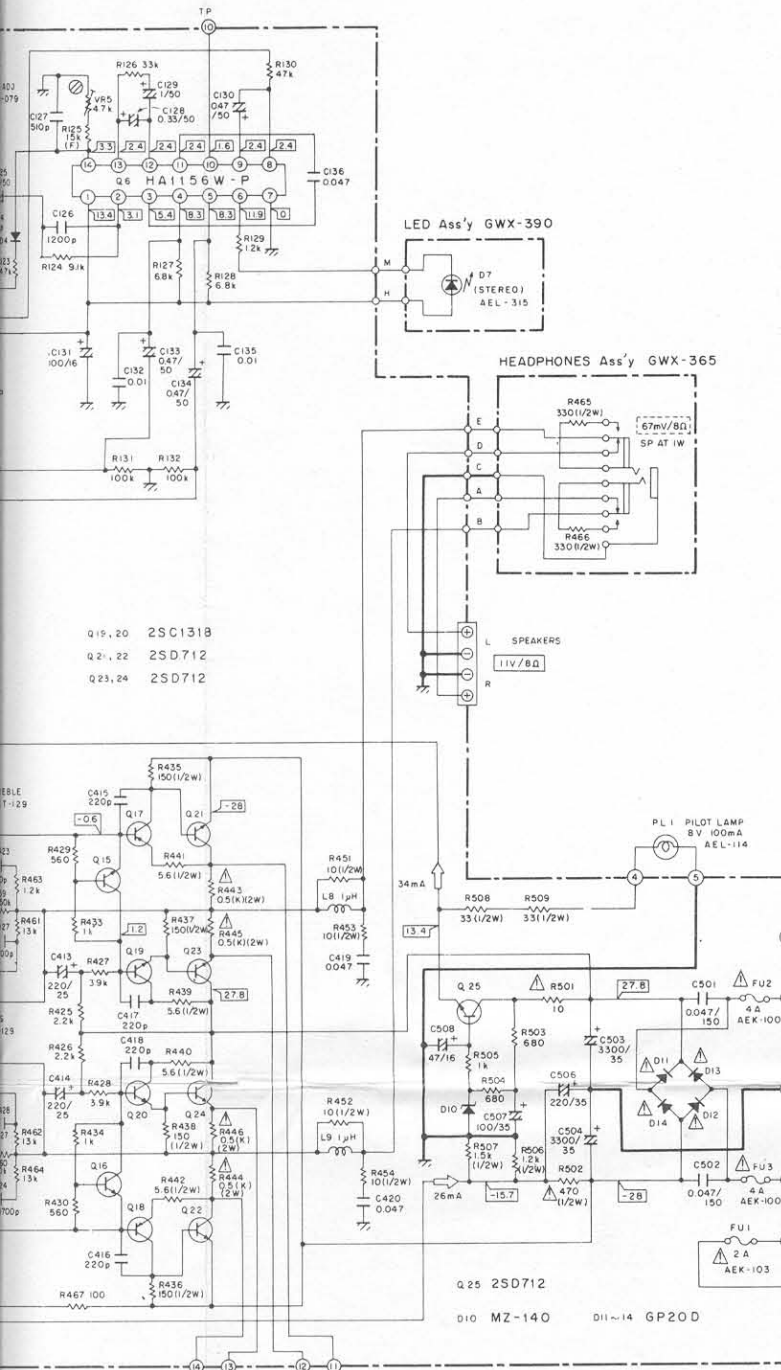 TP
10
R126 33k
C129
1/50
R130
47k
ADJ
-079
VR5
4.7k
C128
0.33/50
C130
0.47
/50
C127
510p
R125
15k
(F)
3.3
2.4
2.4
2.4
1.6
2.4
2.4
14
13
12
11
10
9
8
C136
0.047
Q6 HA1156W-P
1
2
3
4
5
6
7
13.4
3.1
5.4
8.3
8.3
11.9
0
C126
1200p
R124 9.1k
R129
1.2k
R127
6.8k
R128
6.8k
LED Ass'y GWX-390
M
H
D7
(STEREO)
AEL-315
C131
100/16
C132
0.01
C133
0.47/
50
C134
0.47/
50
C135
0.01
R131
100k
R132
100k
HEADPHONES Ass'y GWX-365
R465
330(1/2W)
67mV/8Ω
SP AT 1W
E
D
C
A
B
R466
330(1/2W)
Q19,20 2SC1318
Q21,22 2SD712
Q23,24 2SD712
L SPEAKERS
11V/8Ω
R
EBLE
T-129
R435
150(1/2W)
C415
220p
-0.6
Q17
Q21
-28
R429
560
Q15
R441
5.6(1/2W)
R443
0.5(K)(2W)
R463
1.2k
R461
13k
R433
1k
1.2
R437
150(1/2W)
R445
0.5(K)(2W)
C413
220/
25
R427
3.9k
Q19
Q23
R439
5.6(1/2W)
27.8
C417
220p
R425
2.2k
R426
2.2k
C418
220p
R440
5.6(1/2W)
C414
220/
25
R428
3.9k
Q20
Q24
R438
150
(1/2W)
R446
0.5(K)
(2W)
R462
13k
R464
13k
R434
1k
Q16
R442
5.6(1/2W)
R444
0.5(K)
(2W)
R430
560
Q18
Q22
C416
220p
R436
150(1/2W)
R467 100
14
13
12
11
R451
10(1/2W)
L8 1μH
R453
10(1/2W)
C419
0.047
R452
10(1/2W)
L9 1μH
R454
10(1/2W)
C420
0.047
PL1 PILOT LAMP
8V 100mA
AEL-114
4
5
34mA
R508
33(1/2W)
R509
33(1/2W)
13.4
Q25
R501
10
27.8
C501
0.047/
150
FU2
4A
AEK-100
C508
47/16
R503
680
C503
3300/
35
R505
1k
R504
680
C506
220/35
D11
D13
D10
C507
100/35
D14
D12
R507
1.5k
(1/2W)
R506
1.2k
(1/2W)
C504
3300/
35
R502
470
(1/2W)
26mA
-15.7
-28
C502
0.047/
150
FU3
4A
AEK-100
FU1
2A
AEK-103
Q25 2SD712
D10 MZ-140 D11~14 GP20D